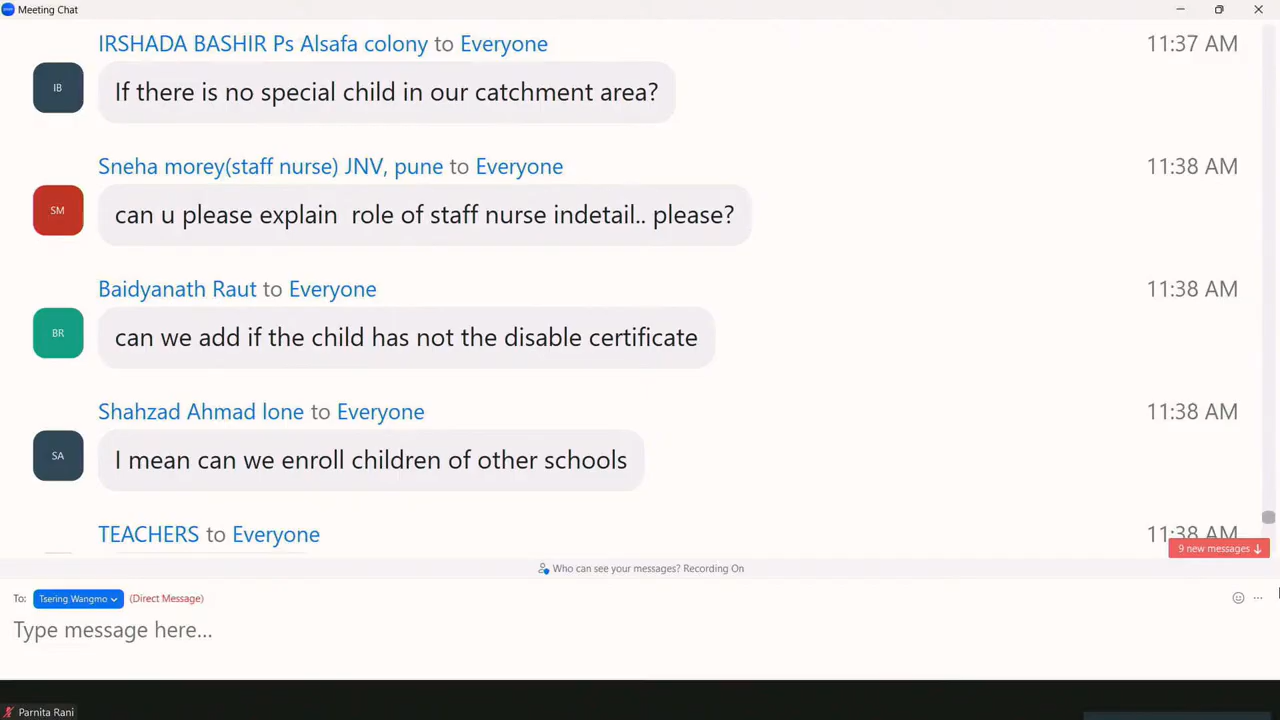 Meeting Chat
IRSHADA BASHIR Ps Alsafa colony to Everyone
11:37 AM
IB
If there is no special child in our catchment area?
Sneha morey(staff nurse) JNV, pune to Everyone
11:38 AM
SM
can u please explain  role of staff nurse indetail.. please?
Baidyanath Raut to Everyone
11:38 AM
BR
can we add if the child has not the disable certificate
Shahzad Ahmad lone to Everyone
11:38 AM
SA
I mean can we enroll children of other schools
TEACHERS to Everyone
11:38 AM
9 new messages
Who can see your messages? Recording On
To: Tsering Wangmo (Direct Message)
Type message here...
Parnita Rani